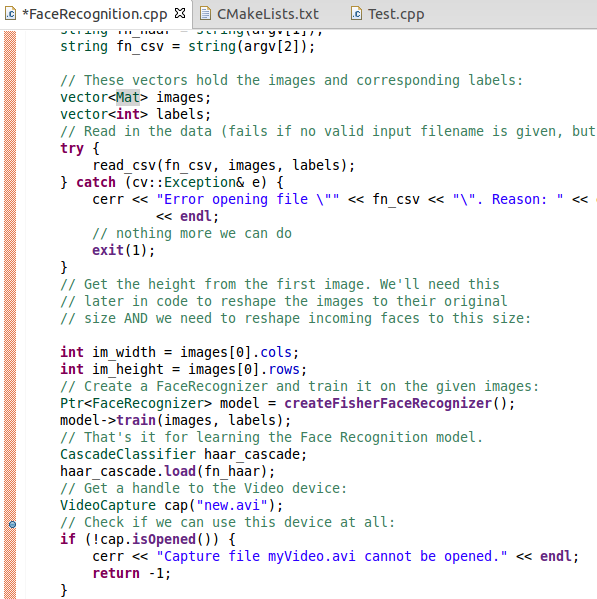 *FaceRecognition.cpp CMakeLists.txt Test.cpp
string fn_haar = string(argv[1]);
string fn_csv = string(argv[2]);
// These vectors hold the images and corresponding labels:
vector<Mat> images;
vector<int> labels;
// Read in the data (fails if no valid input filename is given, but
try {
read_csv(fn_csv, images, labels);
} catch (cv::Exception& e) {
cerr << "Error opening file \"" << fn_csv << "\". Reason: " <<
<< endl;
// nothing more we can do
exit(1);
}
// Get the height from the first image. We'll need this
// later in code to reshape the images to their original
// size AND we need to reshape incoming faces to this size:
int im_width = images[0].cols;
int im_height = images[0].rows;
// Create a FaceRecognizer and train it on the given images:
Ptr<FaceRecognizer> model = createFisherFaceRecognizer();
model->train(images, labels);
// That's it for learning the Face Recognition model.
CascadeClassifier haar_cascade;
haar_cascade.load(fn_haar);
// Get a handle to the Video device:
VideoCapture cap("new.avi");
// Check if we can use this device at all:
if (!cap.isOpened()) {
cerr << "Capture file myVideo.avi cannot be opened." << endl;
return -1;
}